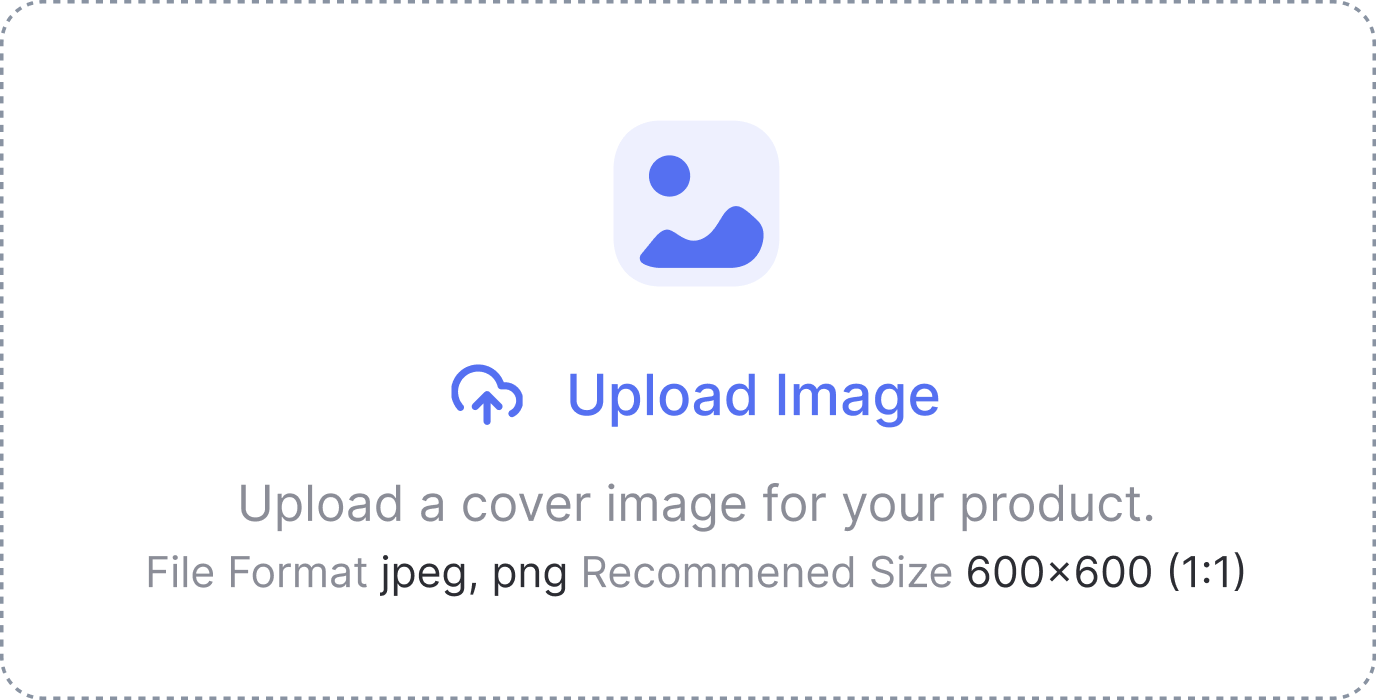 Upload Image
Upload a cover image for your product.
File Format jpeg, png Recommened Size 600×600 (1:1)